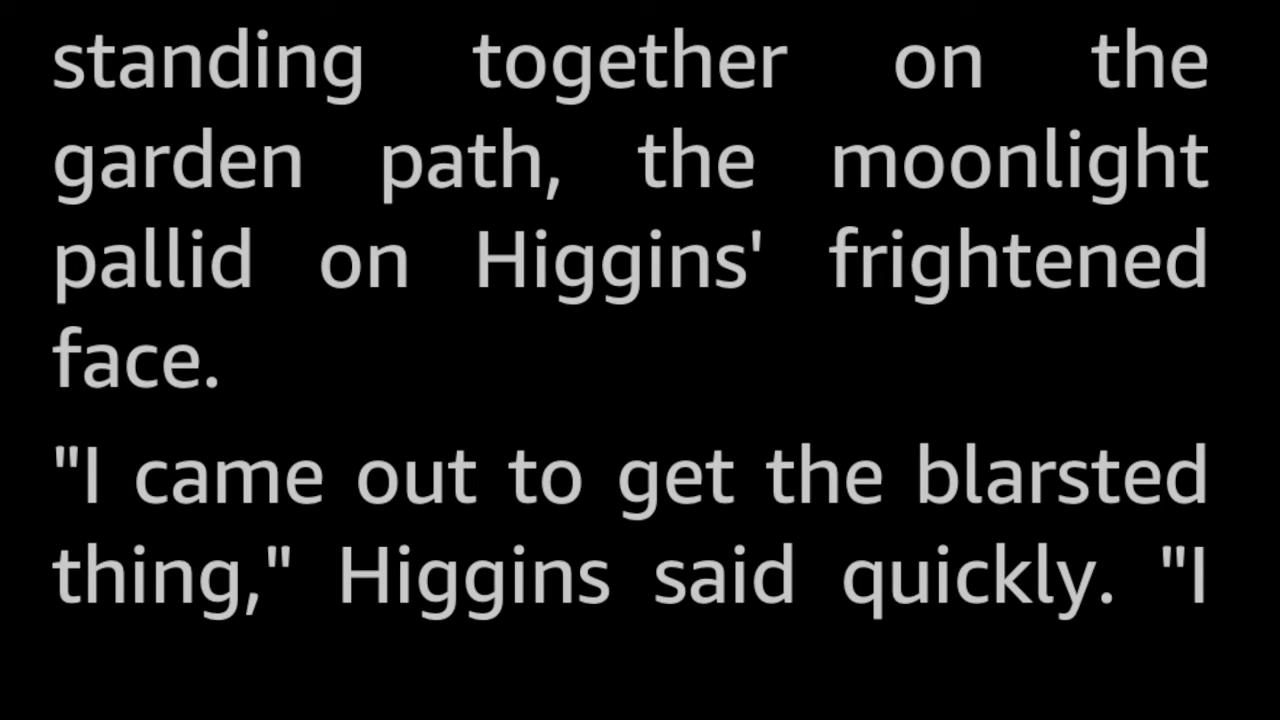 standing together on the
garden path, the moonlight
pallid on Higgins' frightened
face.
"I came out to get the blarsted
thing," Higgins said quickly. "I